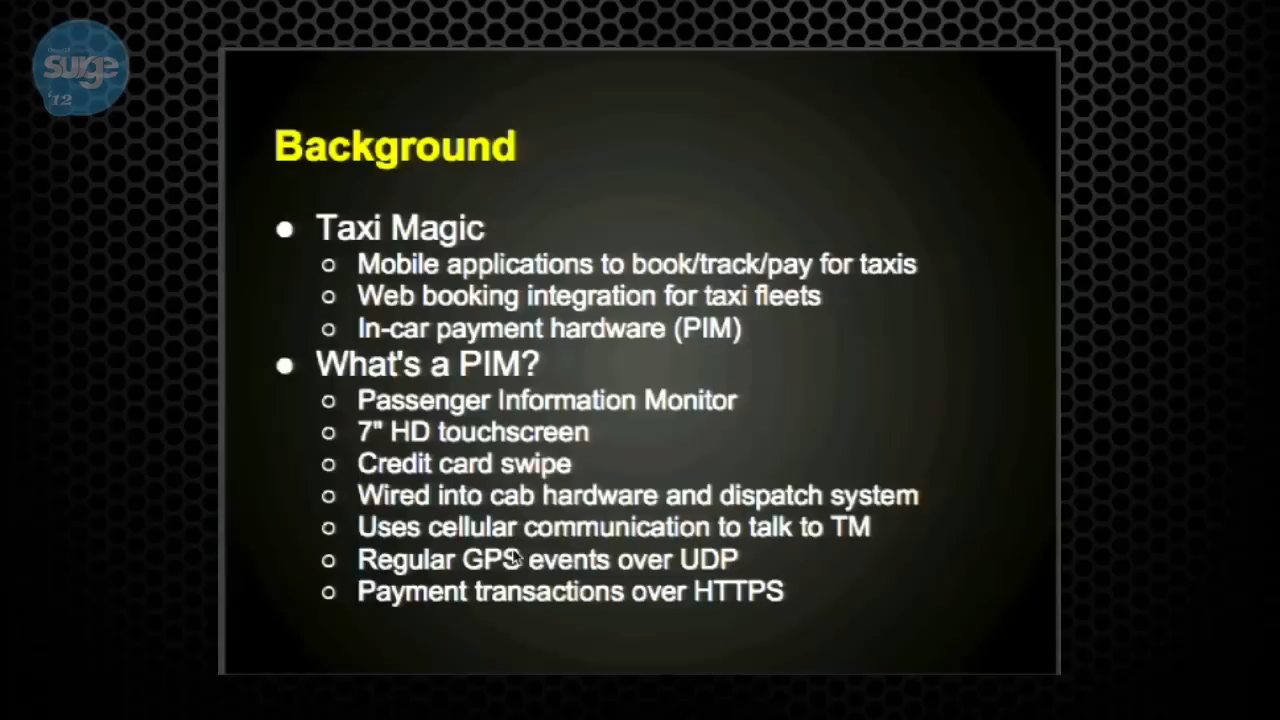 surge
'12
Background
Taxi Magic
Mobile applications to book/track/pay for taxis
Web booking integration for taxi fleets
In-car payment hardware (PIM)
What's a PIM?
Passenger Information Monitor
7" HD touchscreen
Credit card swipe
Wired into cab hardware and dispatch system
Uses cellular communication to talk to TM
Regular GPS events over UDP
Payment transactions over HTTPS